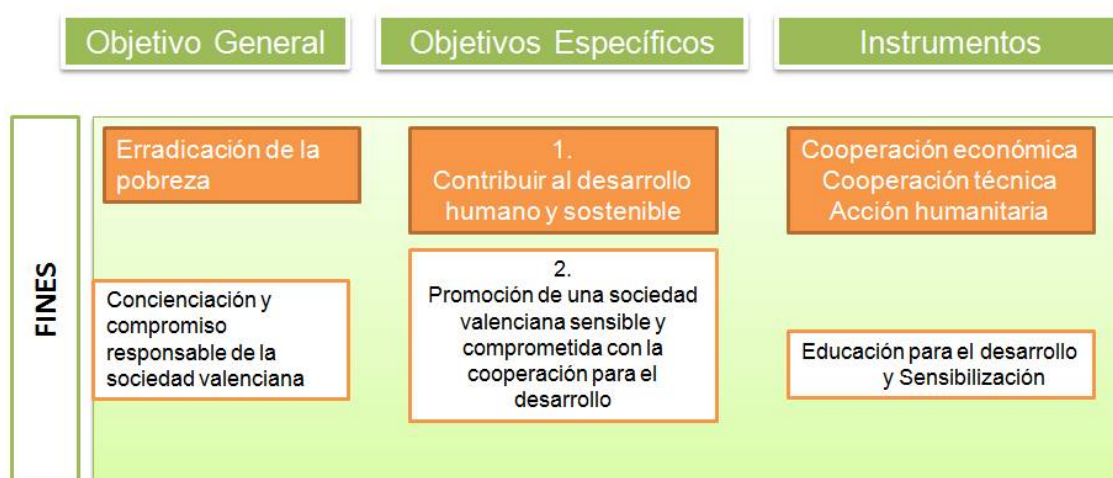 Objetivo General
Objetivos Específicos
Instrumentos
FINES
Erradicación de la
pobreza
1.
Contribuir al desarrollo
humano y sostenible
Cooperación económica
Cooperación técnica
Acción humanitaria
Concienciación y
compromiso
responsable de la
sociedad valenciana
2.
Promoción de una sociedad
valenciana sensible y
comprometida con la
cooperación para el
desarrollo
Educación para el desarrollo
y Sensibilización